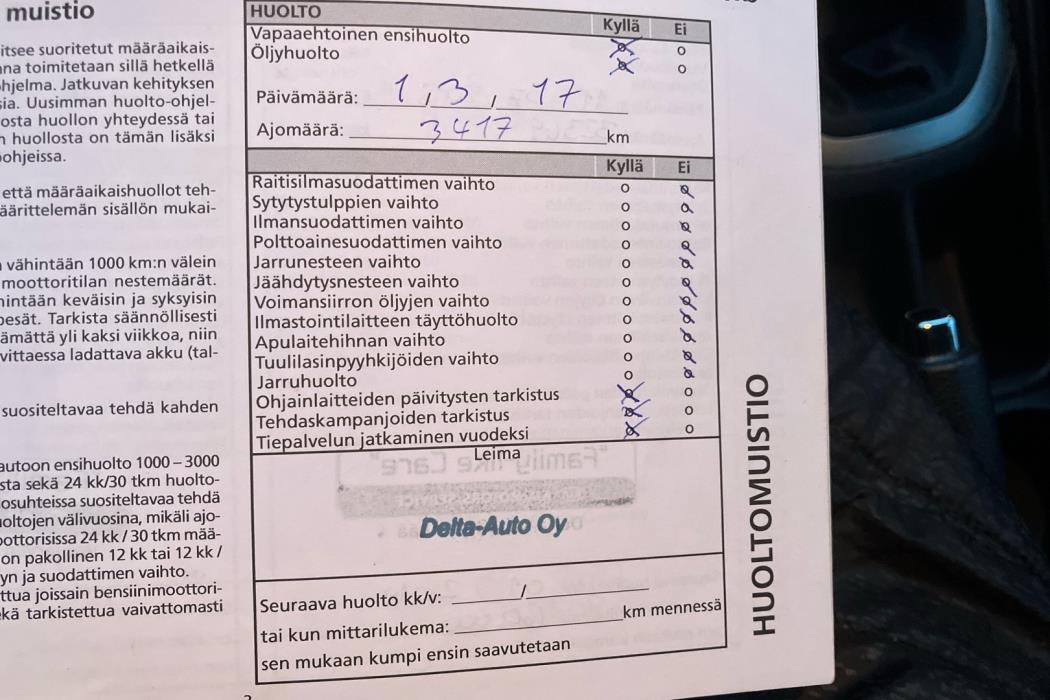 muistio
itsee suoritetut määräaikais-
na toimitetaan sillä hetkellä
hjelma. Jatkuvan kehityksen
sia. Uusimman huolto-ohjel-
osta huollon yhteydessä tai
huollosta on tämän lisäksi
ohjeissa.
että määräaikaishuollot teh-
äärittelemän sisällön mukai-
vähintään 1000 km:n välein
moottoritilan nestemäärät.
hintään keväisin ja syksyisin
pesät. Tarkista säännöllisesti
ämättä yli kaksi viikkoa, niin
vittaessa ladattava akku (tal-
suositeltavaa tehdä kahden
autoon ensihuolto 1000 – 3000
sta sekä 24 kk/30 tkm huolto-
osuhteissa suositeltavaa tehdä
oltojen välivuosina, mikäli ajo-
oottorisissa 24 kk / 30 tkm mää-
on pakollinen 12 kk tai 12 kk /
yn ja suodattimen vaihto.
ttua joissain bensiinimoottori-
kä tarkistettua vaivattomasti
HUOLTO Kyllä Ei
Vapaaehtoinen ensihuolto
Öljyhuolto
Päivämäärä: 1, 3, 17
Ajomäärä: 3417 km
Kyllä Ei
Raitisilmasuodattimen vaihto
Sytytystulppien vaihto
Ilmansuodattimen vaihto
Polttoainesuodattimen vaihto
Jarrunesteen vaihto
Jäähdytysnesteen vaihto
Voimansiirron öljyjen vaihto
Ilmastointilaitteen täyttöhuolto
Apulaitehihnan vaihto
Tuulilasinpyyhkijöiden vaihto
Jarruhuolto
Ohjainlaitteiden päivitysten tarkistus
Tehdaskampanjoiden tarkistus
Tiepalvelun jatkaminen vuodeksi
Leima
"Family like Care"
Delta-Auto Oy
Seuraava huolto kk/v: /
tai kun mittarilukema: km mennessä
sen mukaan kumpi ensin saavutetaan
HUOLTOMUISTIO